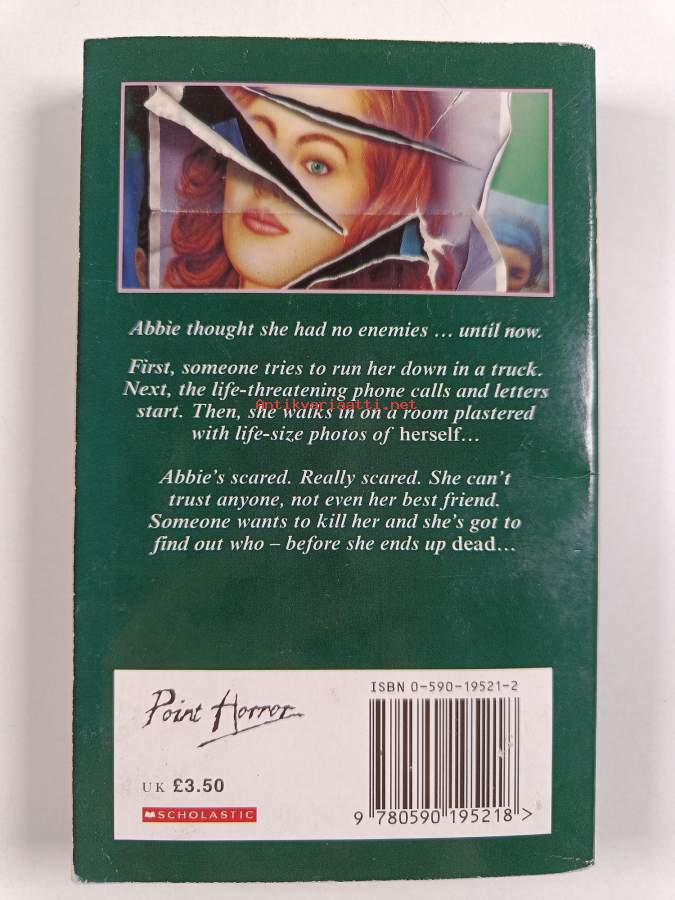 Abbie thought she had no enemies … until now.
First, someone tries to run her down in a truck.
Next, the life-threatening phone calls and letters
start. Then, she walks in on a room plastered
Antikvariaatti.net
with life-size photos of herself…
Abbie's scared. Really scared. She can't
trust anyone, not even her best friend.
Someone wants to kill her and she's got to
find out who – before she ends up dead…
Point Horror
UK £3.50
SCHOLASTIC
ISBN 0-590-19521-2
9 780590 195218 >